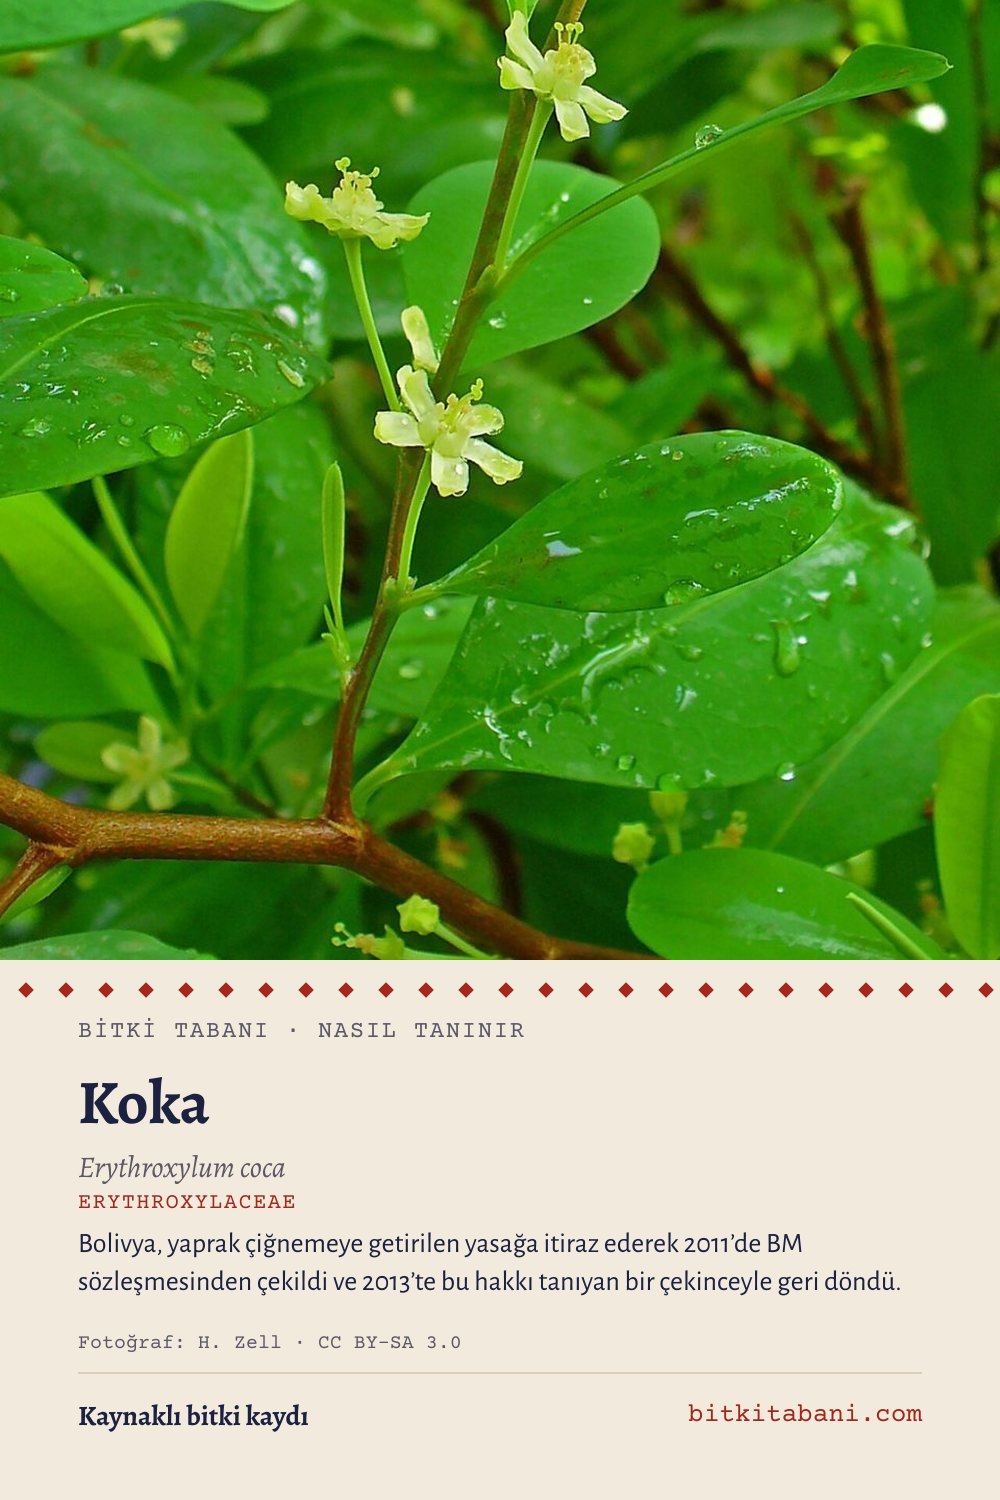 BİTKİ TABANI · NASIL TANINIR
Koka
Erythroxylum coca
ERYTHROXYLACEAE
Bolivya, yaprak çiğnemeye getirilen yasağa itiraz ederek 2011’de BM
sözleşmesinden çekildi ve 2013’te bu hakkı tanıyan bir çekinceyle geri döndü.
Fotoğraf: H. Zell · CC BY-SA 3.0
Kaynaklı bitki kaydı
bitkitabani.com